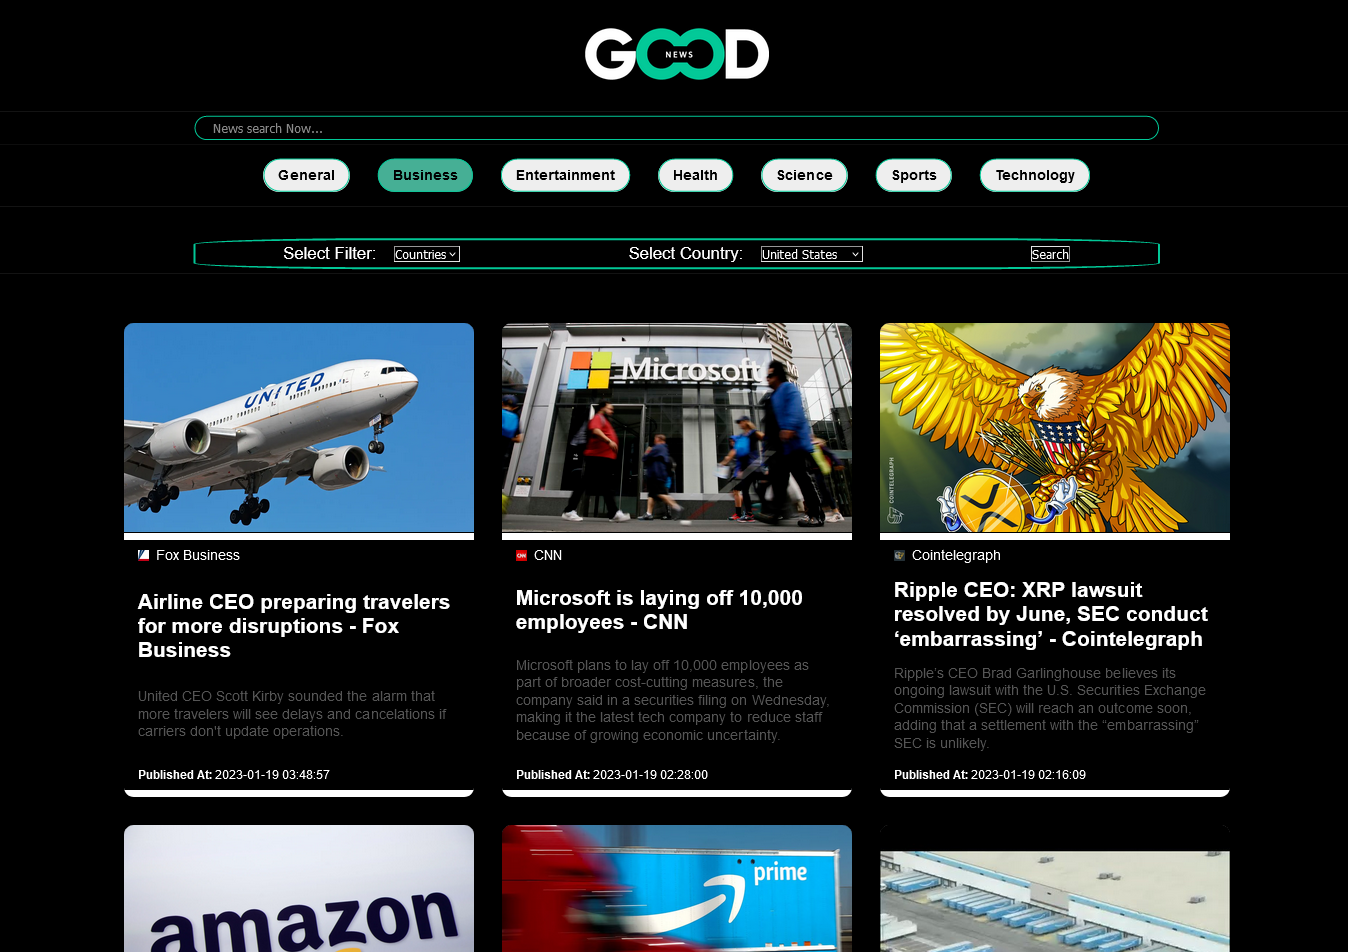 GOOD
NEWS
News search Now...
General Business Entertainment Health Science Sports Technology
Select Filter: Countries Select Country: United States Search
UNITED
Microsoft
COINTELEGRAPH
Fox Business
Airline CEO preparing travelers
for more disruptions - Fox
Business
United CEO Scott Kirby sounded the alarm that
more travelers will see delays and cancelations if
carriers don't update operations.
Published At: 2023-01-19 03:48:57
CNN
CNN
Microsoft is laying off 10,000
employees - CNN
Microsoft plans to lay off 10,000 employees as
part of broader cost-cutting measures, the
company said in a securities filing on Wednesday,
making it the latest tech company to reduce staff
because of growing economic uncertainty.
Published At: 2023-01-19 02:28:00
Cointelegraph
Ripple CEO: XRP lawsuit
resolved by June, SEC conduct
‘embarrassing’ - Cointelegraph
Ripple’s CEO Brad Garlinghouse believes its
ongoing lawsuit with the U.S. Securities Exchange
Commission (SEC) will reach an outcome soon,
adding that a settlement with the “embarrassing”
SEC is unlikely.
Published At: 2023-01-19 02:16:09
amazon
prime